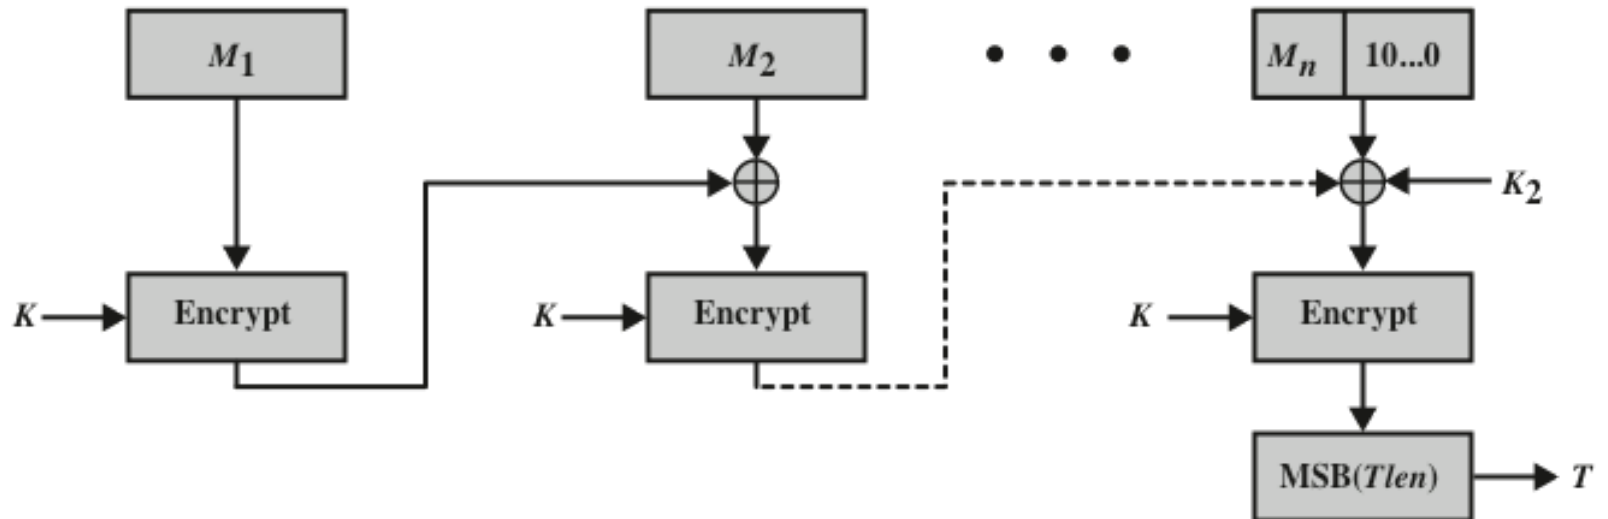 M1
M2
• • •
Mn
10...0
K2
K
Encrypt
K
Encrypt
K
Encrypt
MSB(Tlen)
T